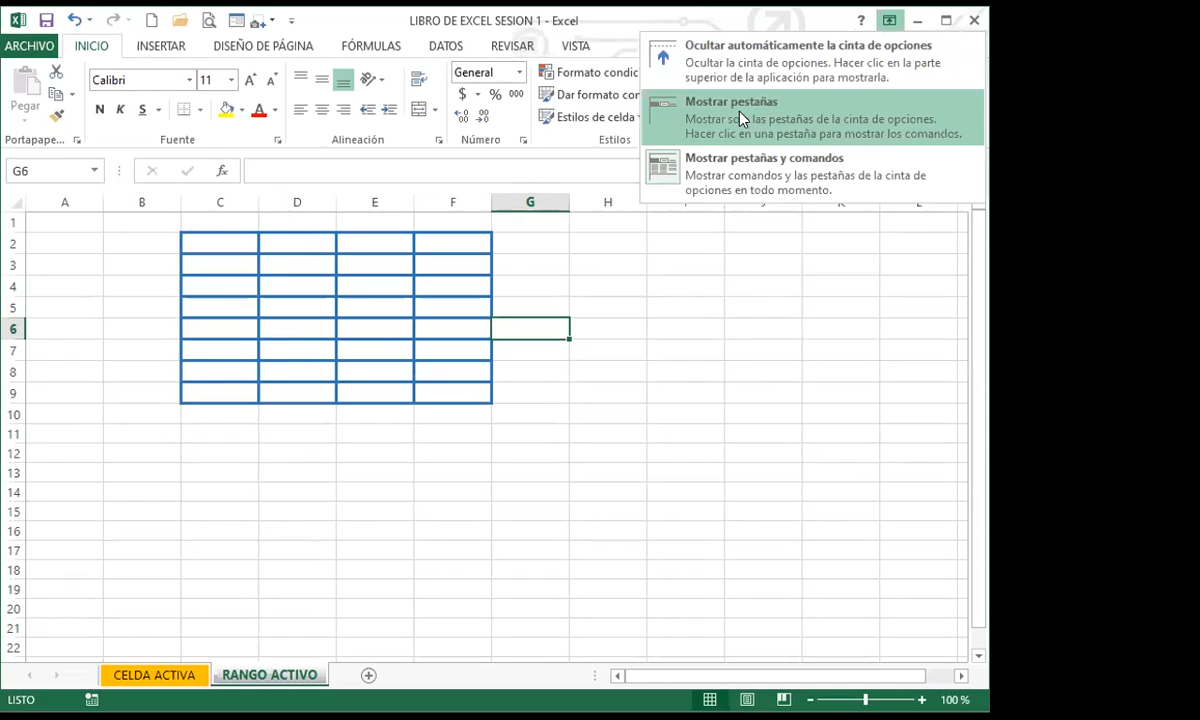 LIBRO DE EXCEL SESION 1 - Excel
ARCHIVO INICIO INSERTAR DISEÑO DE PÁGINA FÓRMULAS DATOS REVISAR VISTA
Ocultar automáticamente la cinta de opciones
Ocultar la cinta de opciones. Hacer clic en la parte
superior de la aplicación para mostrarla.
Mostrar pestañas
Mostrar las pestañas de la cinta de opciones.
Hacer clic en una pestaña para mostrar los comandos.
Mostrar pestañas y comandos
Mostrar comandos y las pestañas de la cinta de
opciones en todo momento.
Pegar
Calibri 11
General
Formato condic
N K S
$ % 000
Dar formato com
Estilos de celda
Portapape... Fuente Alineación Número Estilos
G6 fx
A B C D E F G H
1
2
3
4
5
6
7
8
9
10
11
12
13
14
15
16
17
18
19
20
21
22
CELDA ACTIVA RANGO ACTIVO
LISTO 100 %